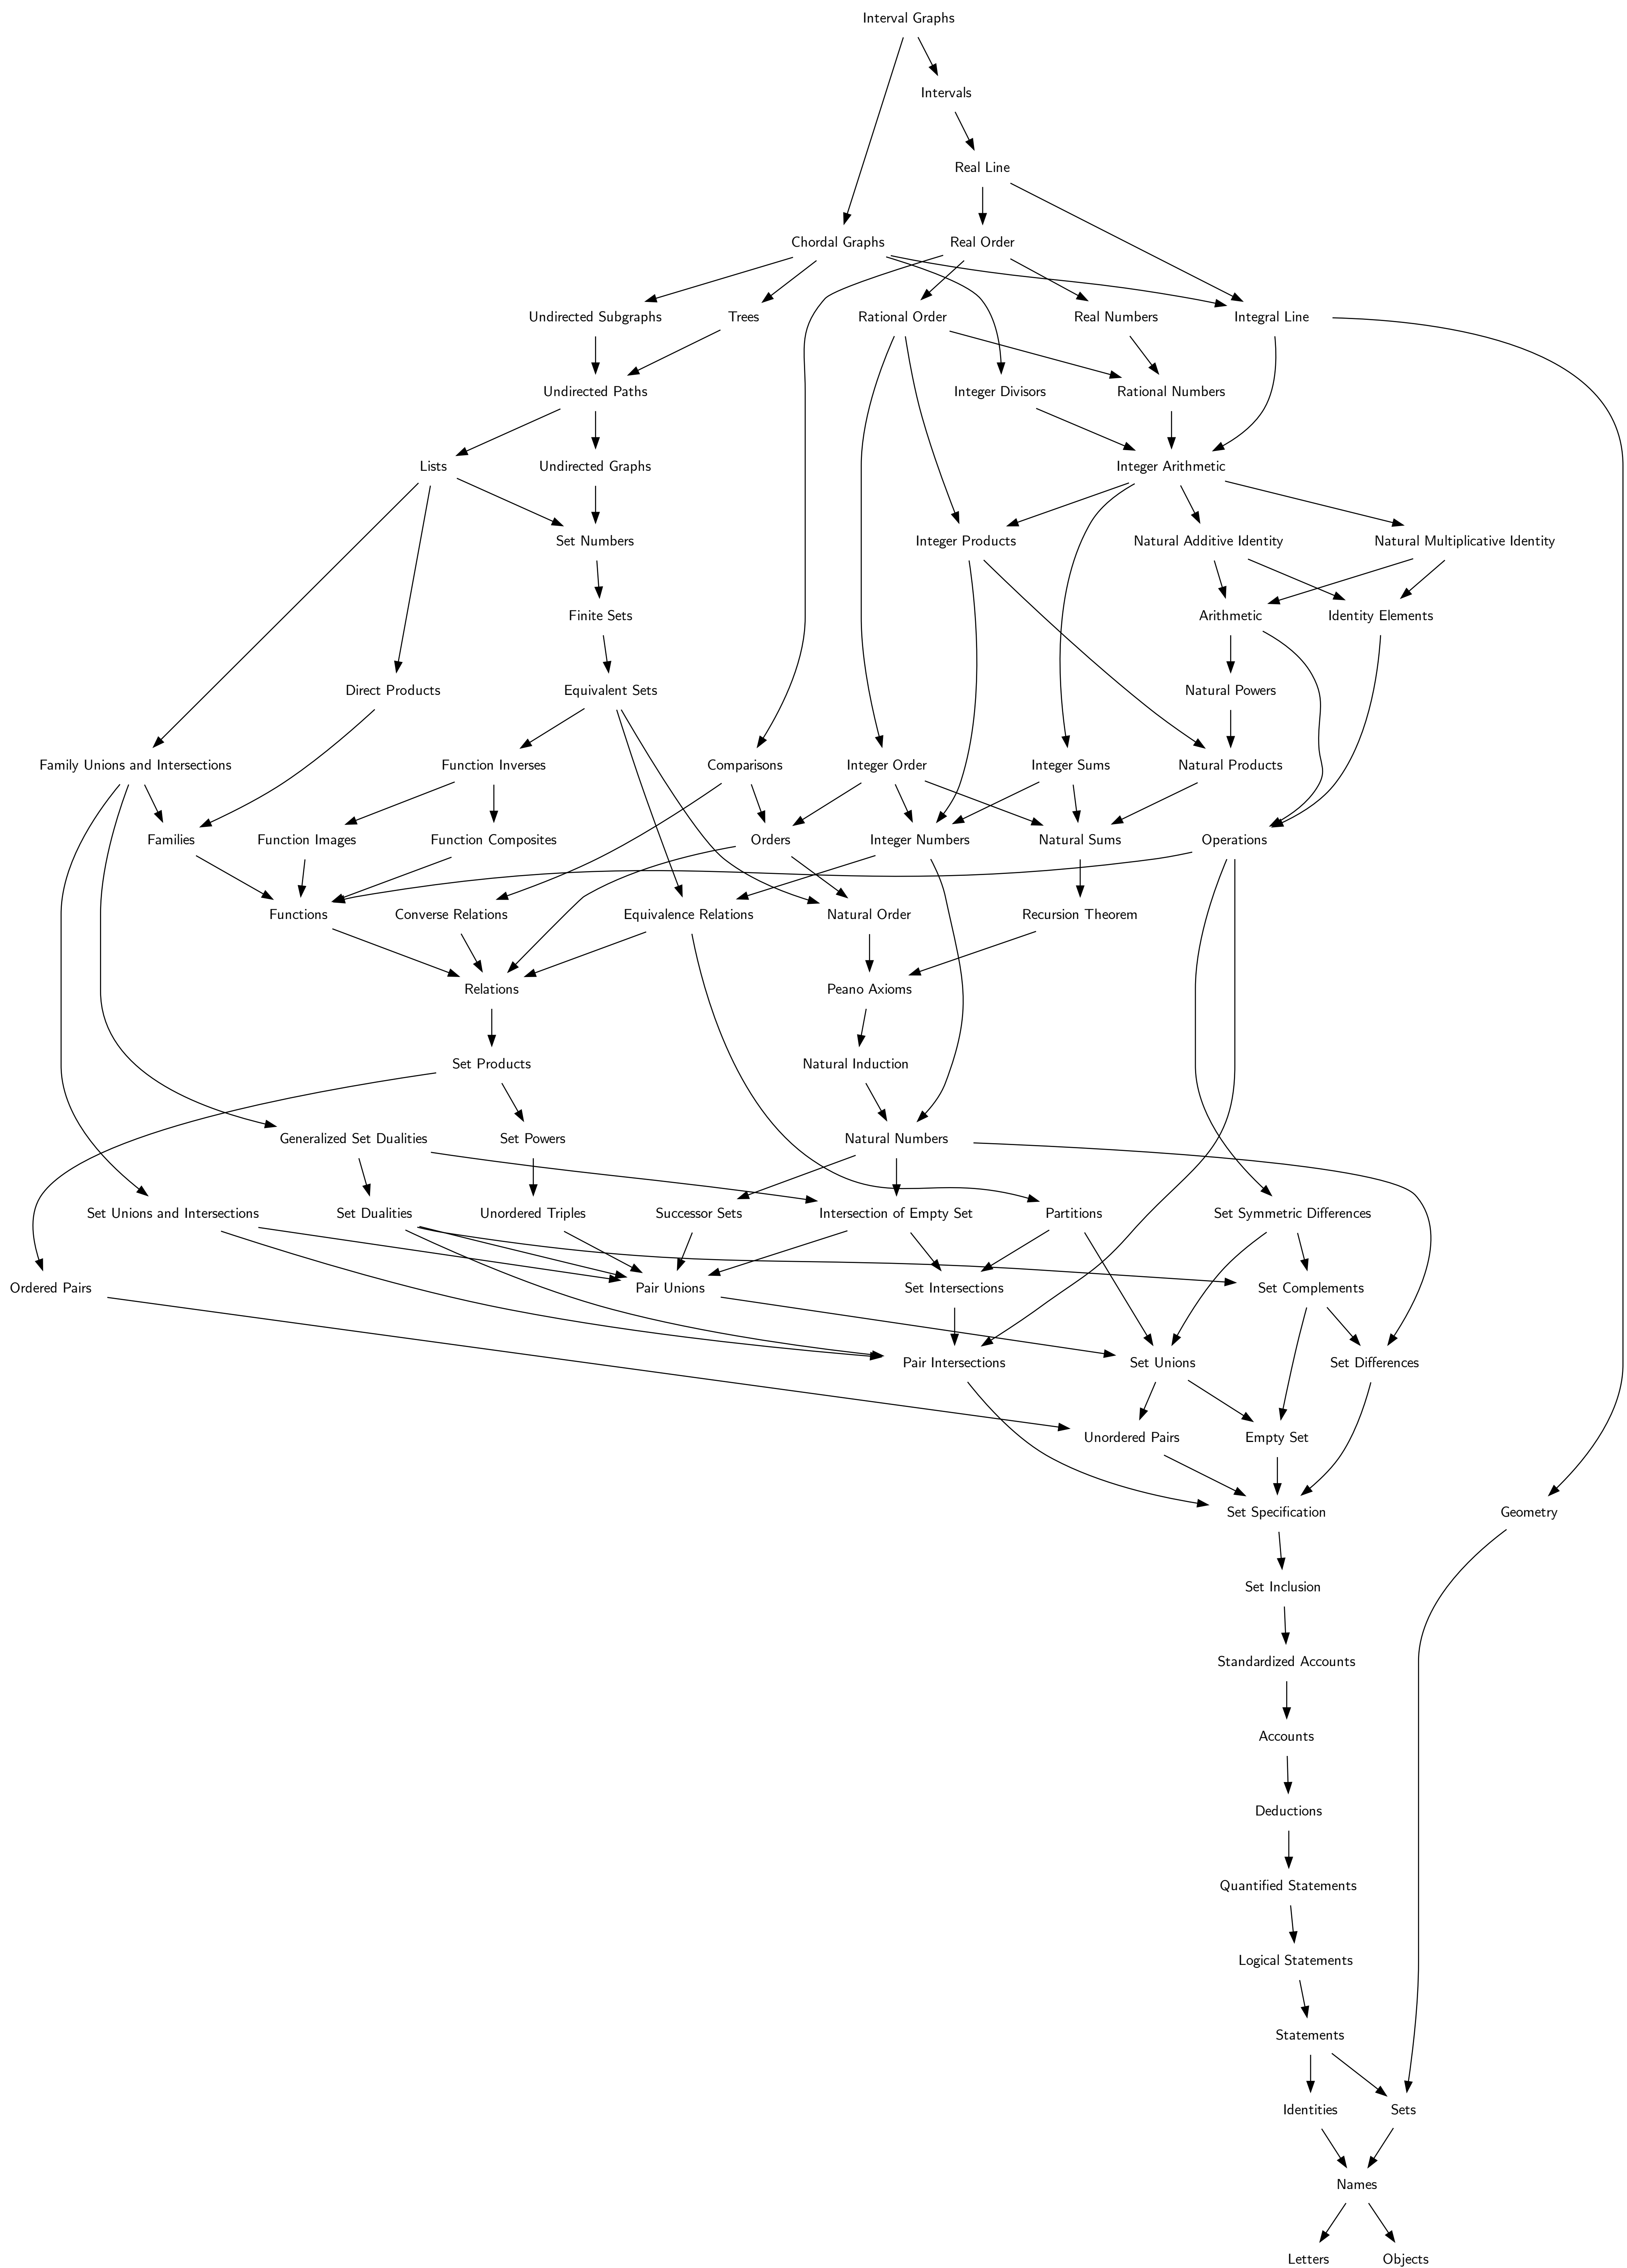 Interval Graphs
Intervals
Real Line
Chordal Graphs
Real Order
Undirected Subgraphs
Trees
Rational Order
Real Numbers
Integral Line
Undirected Paths
Integer Divisors
Rational Numbers
Lists
Undirected Graphs
Integer Arithmetic
Set Numbers
Integer Products
Natural Additive Identity
Natural Multiplicative Identity
Finite Sets
Arithmetic
Identity Elements
Direct Products
Equivalent Sets
Natural Powers
Family Unions and Intersections
Function Inverses
Comparisons
Integer Order
Integer Sums
Natural Products
Families
Function Images
Function Composites
Orders
Integer Numbers
Natural Sums
Operations
Functions
Converse Relations
Equivalence Relations
Natural Order
Recursion Theorem
Relations
Peano Axioms
Set Products
Natural Induction
Generalized Set Dualities
Set Powers
Natural Numbers
Set Unions and Intersections
Set Dualities
Unordered Triples
Successor Sets
Intersection of Empty Set
Partitions
Set Symmetric Differences
Ordered Pairs
Pair Unions
Set Intersections
Set Complements
Pair Intersections
Set Unions
Set Differences
Unordered Pairs
Empty Set
Set Specification
Geometry
Set Inclusion
Standardized Accounts
Accounts
Deductions
Quantified Statements
Logical Statements
Statements
Identities
Sets
Names
Letters
Objects